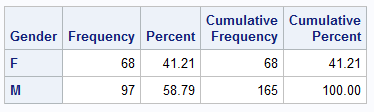 Gender Frequency Percent Cumulative Frequency Cumulative Percent
F 68 41.21 68 41.21
M 97 58.79 165 100.00